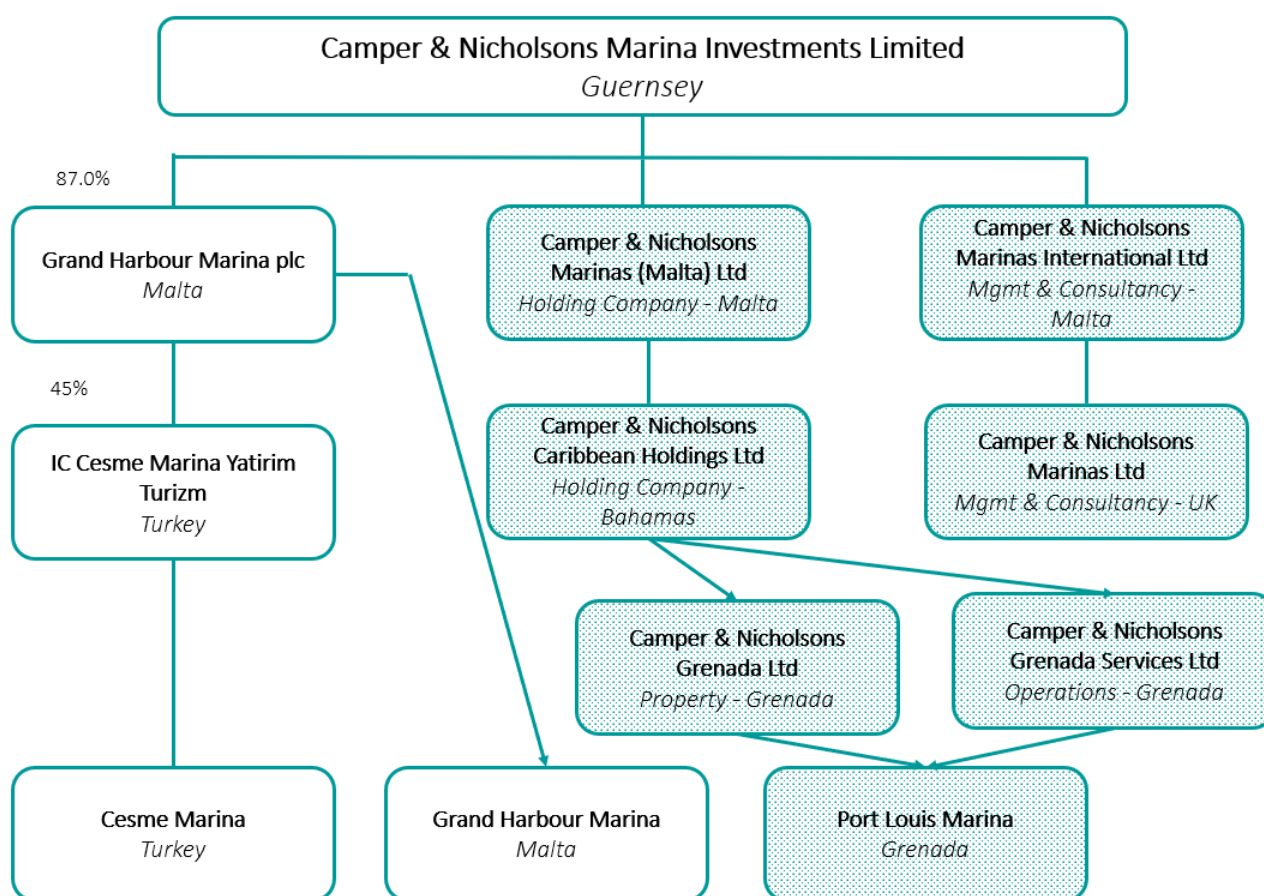 Camper & Nicholsons Marina Investments Limited
Guernsey
87.0%
Grand Harbour Marina plc
Malta
Camper & Nicholsons
Marinas (Malta) Ltd
Holding Company - Malta
Camper & Nicholsons
Marinas International Ltd
Mgmt & Consultancy -
Malta
45%
IC Cesme Marina Yatirim
Turizm
Turkey
Camper & Nicholsons
Caribbean Holdings Ltd
Holding Company -
Bahamas
Camper & Nicholsons
Marinas Ltd
Mgmt & Consultancy - UK
Camper & Nicholsons
Grenada Ltd
Property - Grenada
Camper & Nicholsons
Grenada Services Ltd
Operations - Grenada
Cesme Marina
Turkey
Grand Harbour Marina
Malta
Port Louis Marina
Grenada